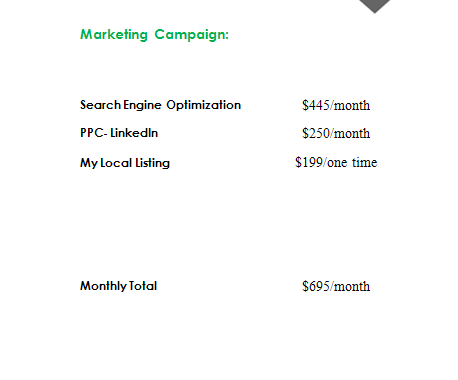 Marketing Campaign:
Search Engine Optimization $445/month
PPC- LinkedIn $250/month
My Local Listing $199/one time
Monthly Total $695/month